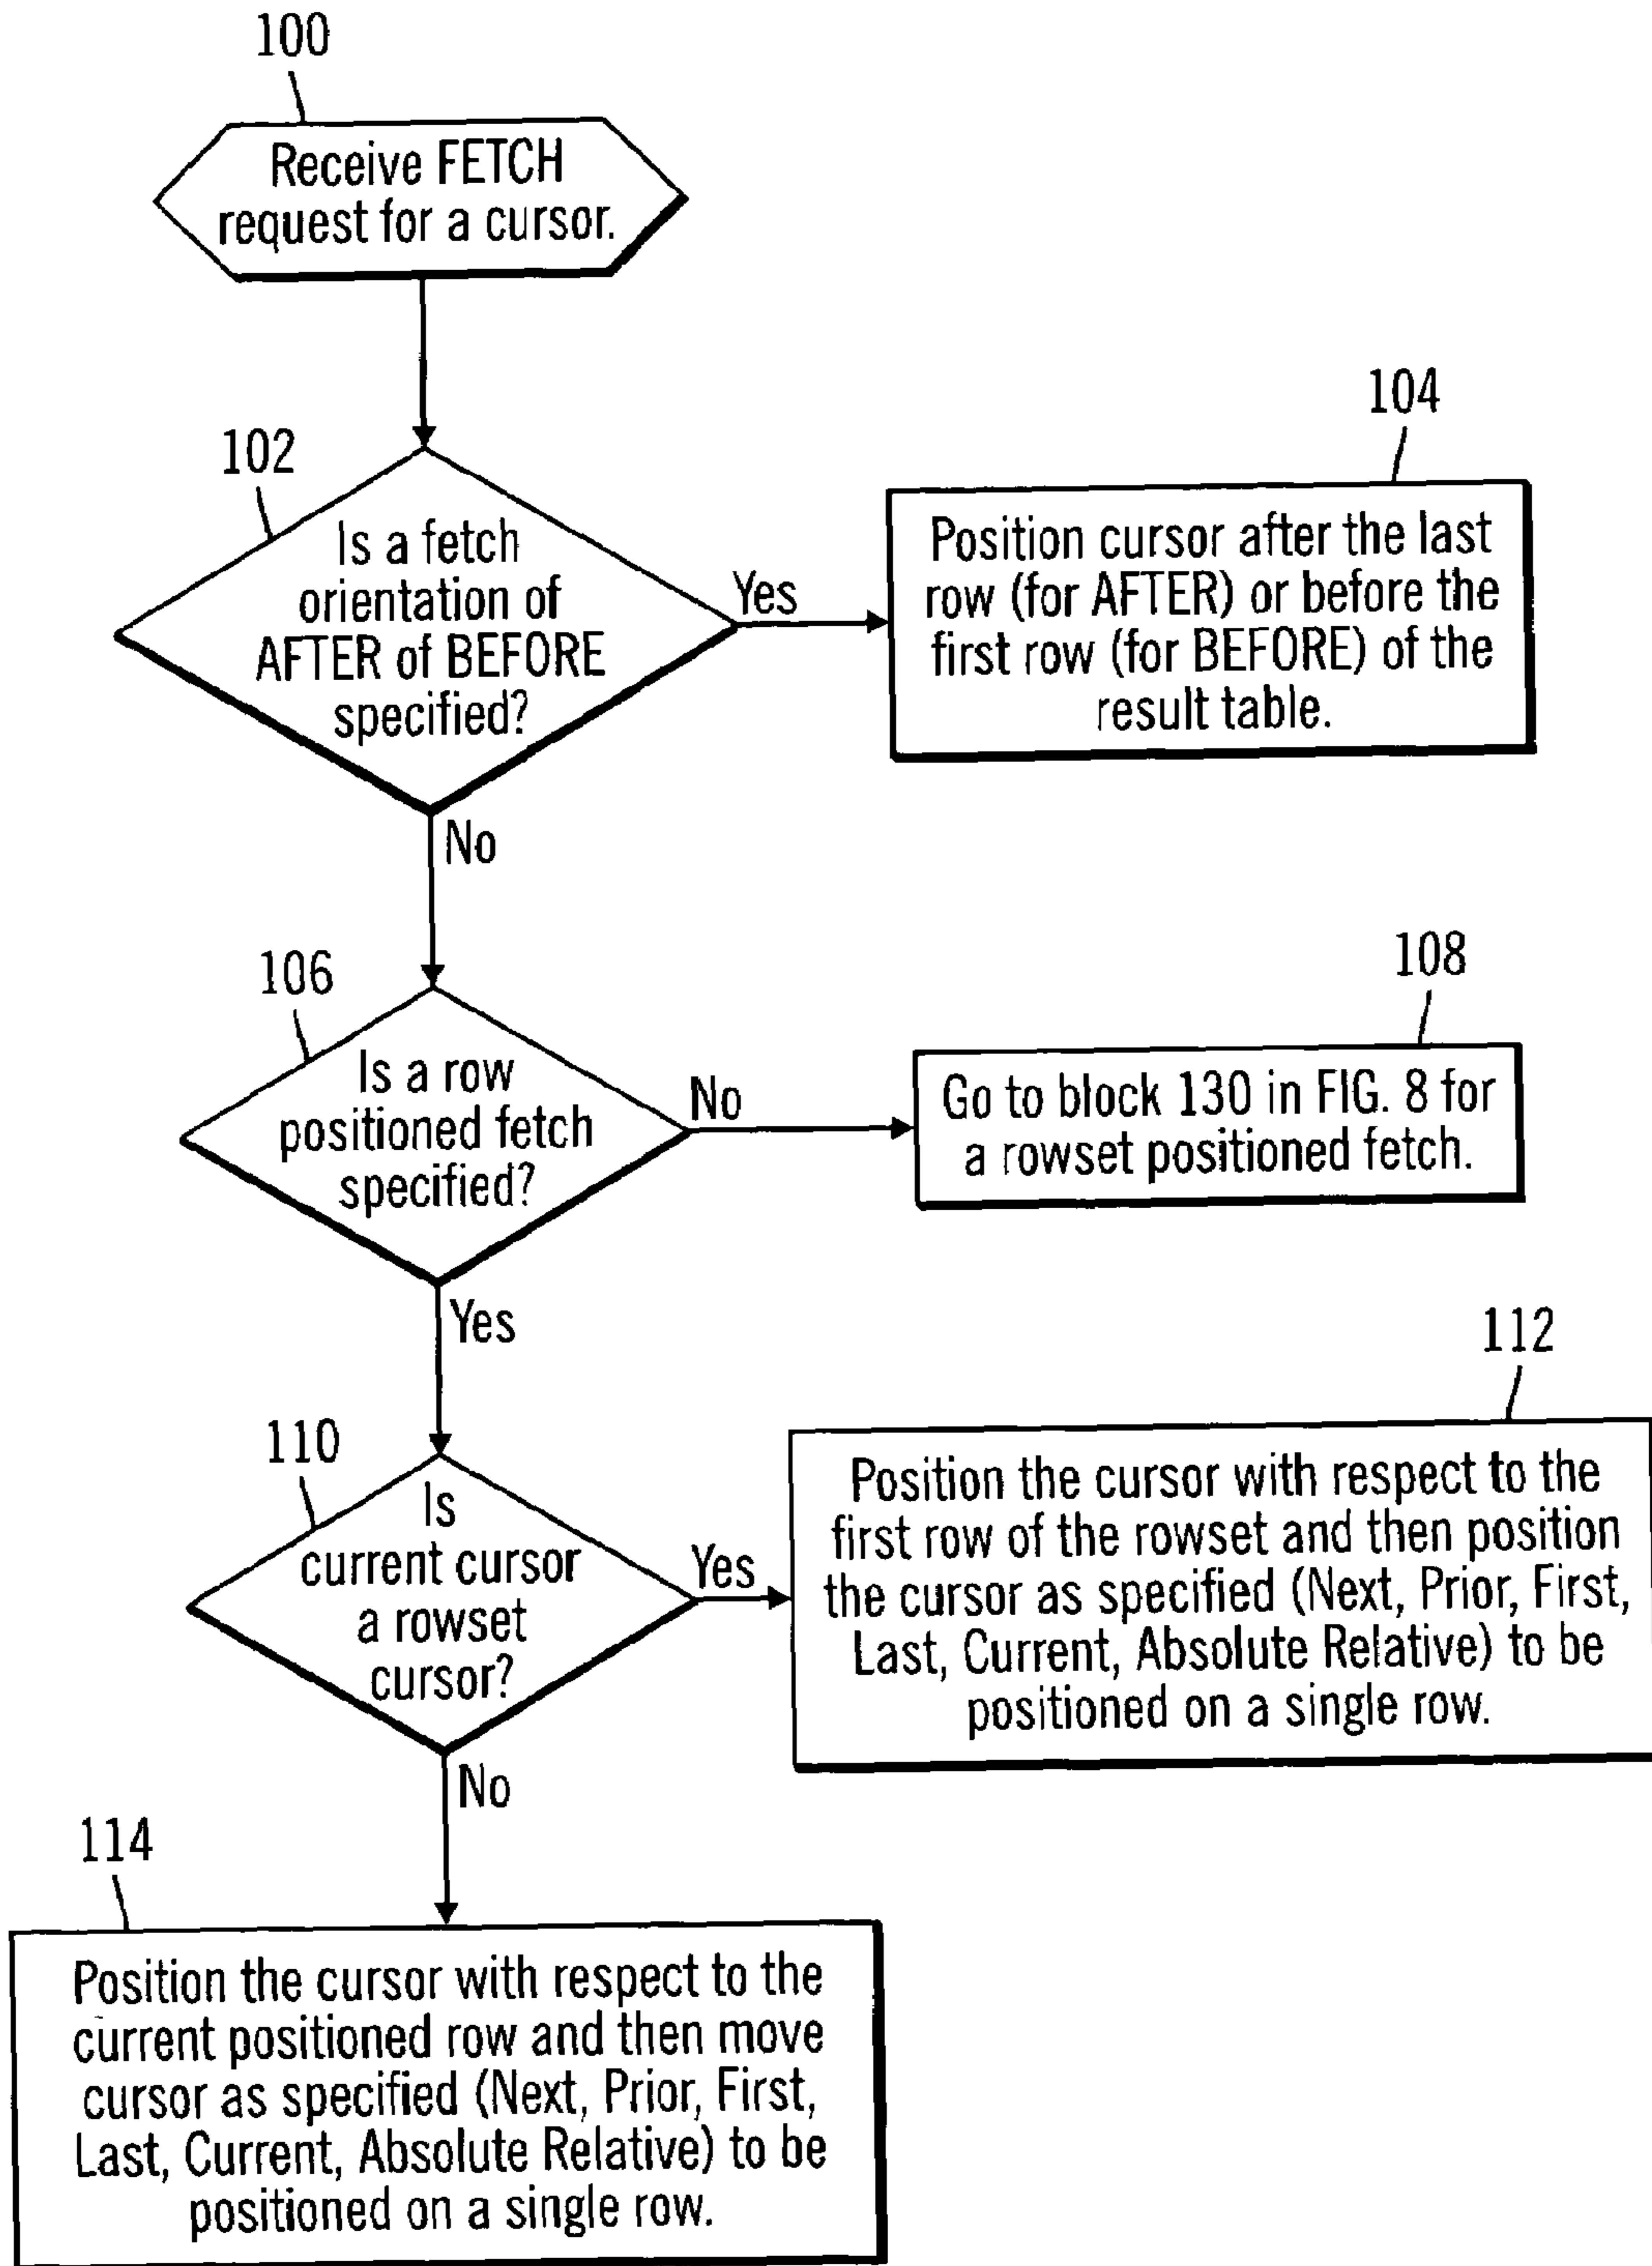 100
Receive FETCH
request for a cursor.
102
Is a fetch
orientation of
AFTER of BEFORE
specified?
Yes
104
Position cursor after the last
row (for AFTER) or before the
first row (for BEFORE) of the
result table.
No
106
Is a row
positioned fetch
specified?
No
108
Go to block 130 in FIG. 8 for
a rowset positioned fetch.
Yes
110
Is
current cursor
a rowset
cursor?
Yes
112
Position the cursor with respect to the
first row of the rowset and then position
the cursor as specified (Next, Prior, First,
Last, Current, Absolute Relative) to be
positioned on a single row.
No
114
Position the cursor with respect to the
current positioned row and then move
cursor as specified (Next, Prior, First,
Last, Current, Absolute Relative) to be
positioned on a single row.